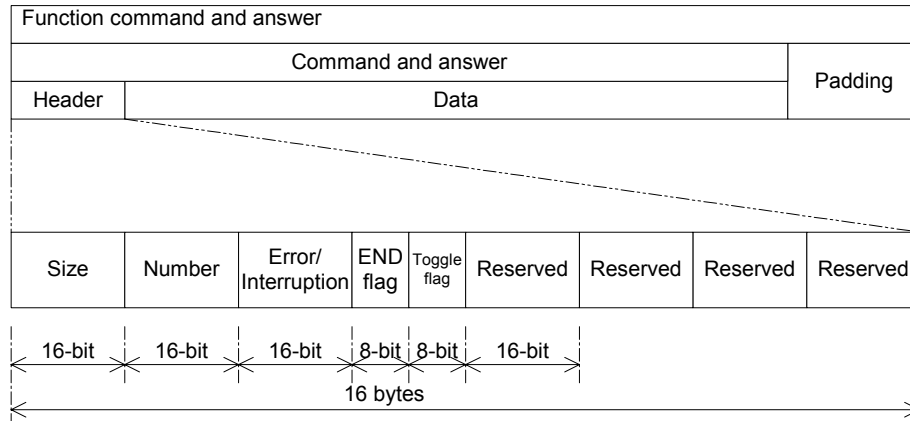 Function command and answer
Command and answer
Padding
Header
Data
Size
Number
Error/
Interruption
END
flag
Toggle
flag
Reserved
Reserved
Reserved
Reserved
16-bit
16-bit
16-bit
8-bit
8-bit
16-bit
16 bytes